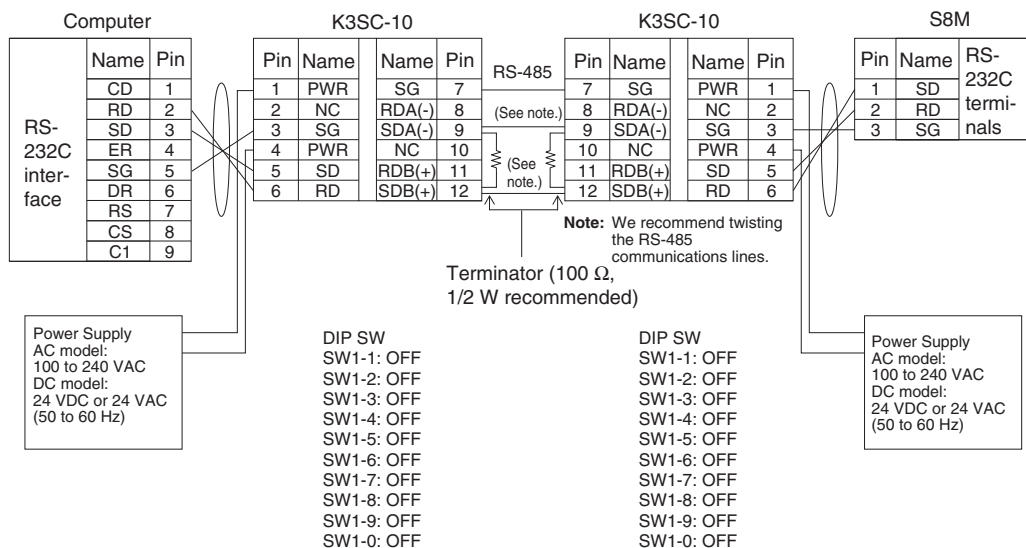 Computer
K3SC-10
K3SC-10
S8M
RS-232C inter-face
Name Pin
CD 1
RD 2
SD 3
ER 4
SG 5
DR 6
RS 7
CS 8
C1 9
Pin Name
1 PWR
2 NC
3 SG
4 PWR
5 SD
6 RD
Name Pin
SG 7
RDA(-) 8
SDA(-) 9
NC 10
RDB(+) 11
SDB(+) 12
RS-485
(See note.)
(See
note.)
Pin Name
7 SG
8 RDA(-)
9 SDA(-)
10 NC
11 RDB(+)
12 SDB(+)
Name Pin
PWR 1
NC 2
SG 3
PWR 4
SD 5
RD 6
Pin Name
1 SD
2 RD
3 SG
RS-
232C
termi-
nals
Note: We recommend twisting
the RS-485
communications lines.
Terminator (100 Ω,
1/2 W recommended)
Power Supply
AC model:
100 to 240 VAC
DC model:
24 VDC or 24 VAC
(50 to 60 Hz)
DIP SW
SW1-1: OFF
SW1-2: OFF
SW1-3: OFF
SW1-4: OFF
SW1-5: OFF
SW1-6: OFF
SW1-7: OFF
SW1-8: OFF
SW1-9: OFF
SW1-0: OFF
DIP SW
SW1-1: OFF
SW1-2: OFF
SW1-3: OFF
SW1-4: OFF
SW1-5: OFF
SW1-6: OFF
SW1-7: OFF
SW1-8: OFF
SW1-9: OFF
SW1-0: OFF
Power Supply
AC model:
100 to 240 VAC
DC model:
24 VDC or 24 VAC
(50 to 60 Hz)